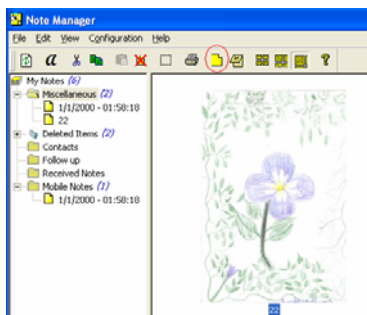 Note Manager
File Edit View Configuration Help
a ?
My Notes (6)
Miscellaneous (2)
1/1/2000 - 01:58:18
22
Deleted Items (2)
Contacts
Follow up
Received Notes
Mobile Notes (1)
1/1/2000 - 01:58:18
22